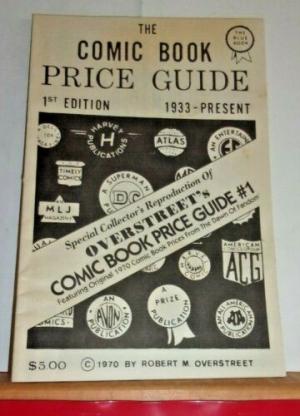 THE
COMIC BOOK
PRICE GUIDE
THE
BLUE
BOOK
1ST EDITION 1933-PRESENT
HARVEY
H
PUBLICATIONS
ATLAS
AN ENTERTAINING
TIMELY
COMICS
A SUPERMAN
DC
MLJ
MAGAZINE
Special Collector's Reproduction Of
OVERSTREET's
COMIC BOOK PRICE GUIDE #1
Featuring Original 1970 Comic Book Prices From The Dawn Of Fandom
AMERICAN
ACG
AN
AVON
PUBLICATION
A
PRIZE
PUBLICATION
AN ALL AMERICAN
PUBLICATION
$5.00 © 1970 BY ROBERT M. OVERSTREET